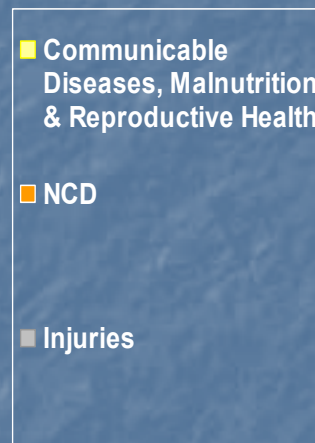 Communicable
Diseases, Malnutrition
& Reproductive Health
NCD
Injuries